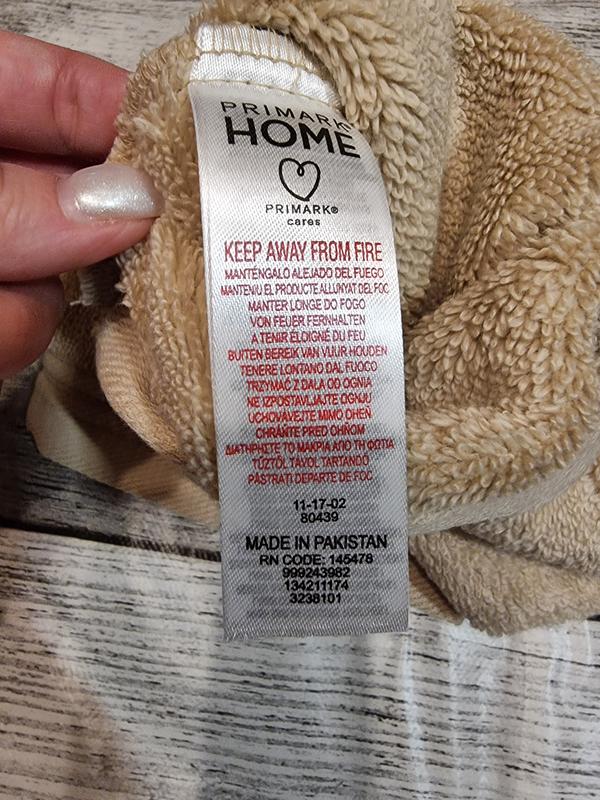 PRIMARK
HOME
PRIMARK®
cares
KEEP AWAY FROM FIRE
MANTÉNGALO ALEJADO DEL FUEGO
MANTENIU EL PRODUCTE ALLUNYAT DEL FOC
MANTER LONGE DO FOGO
VON FEUER FERNHALTEN
A TENIR ÉLOIGNÉ DU FEU
BUITEN BEREIK VAN VUUR HOUDEN
TENERE LONTANO DAL FUOCO
TRZYMAĆ Z DALA OD OGNIA
NE IZPOSTAVLJAJTE OGNJU
UCHOVÁVEJTE MIMO OHEŇ
CHRÁŇTE PRED OHŇOM
ΔΙΑΤΗΡΗΣΤΕ ΤΟ ΜΑΚΡΙΑ ΑΠΟ ΤΗ ΦΩΤΙΑ
TŰZTŐL TÁVOL TARTANDÓ
PĂSTRAȚI DEPARTE DE FOC
11-17-02
80439
MADE IN PAKISTAN
RN CODE: 145478
999243982
134211174
3238101